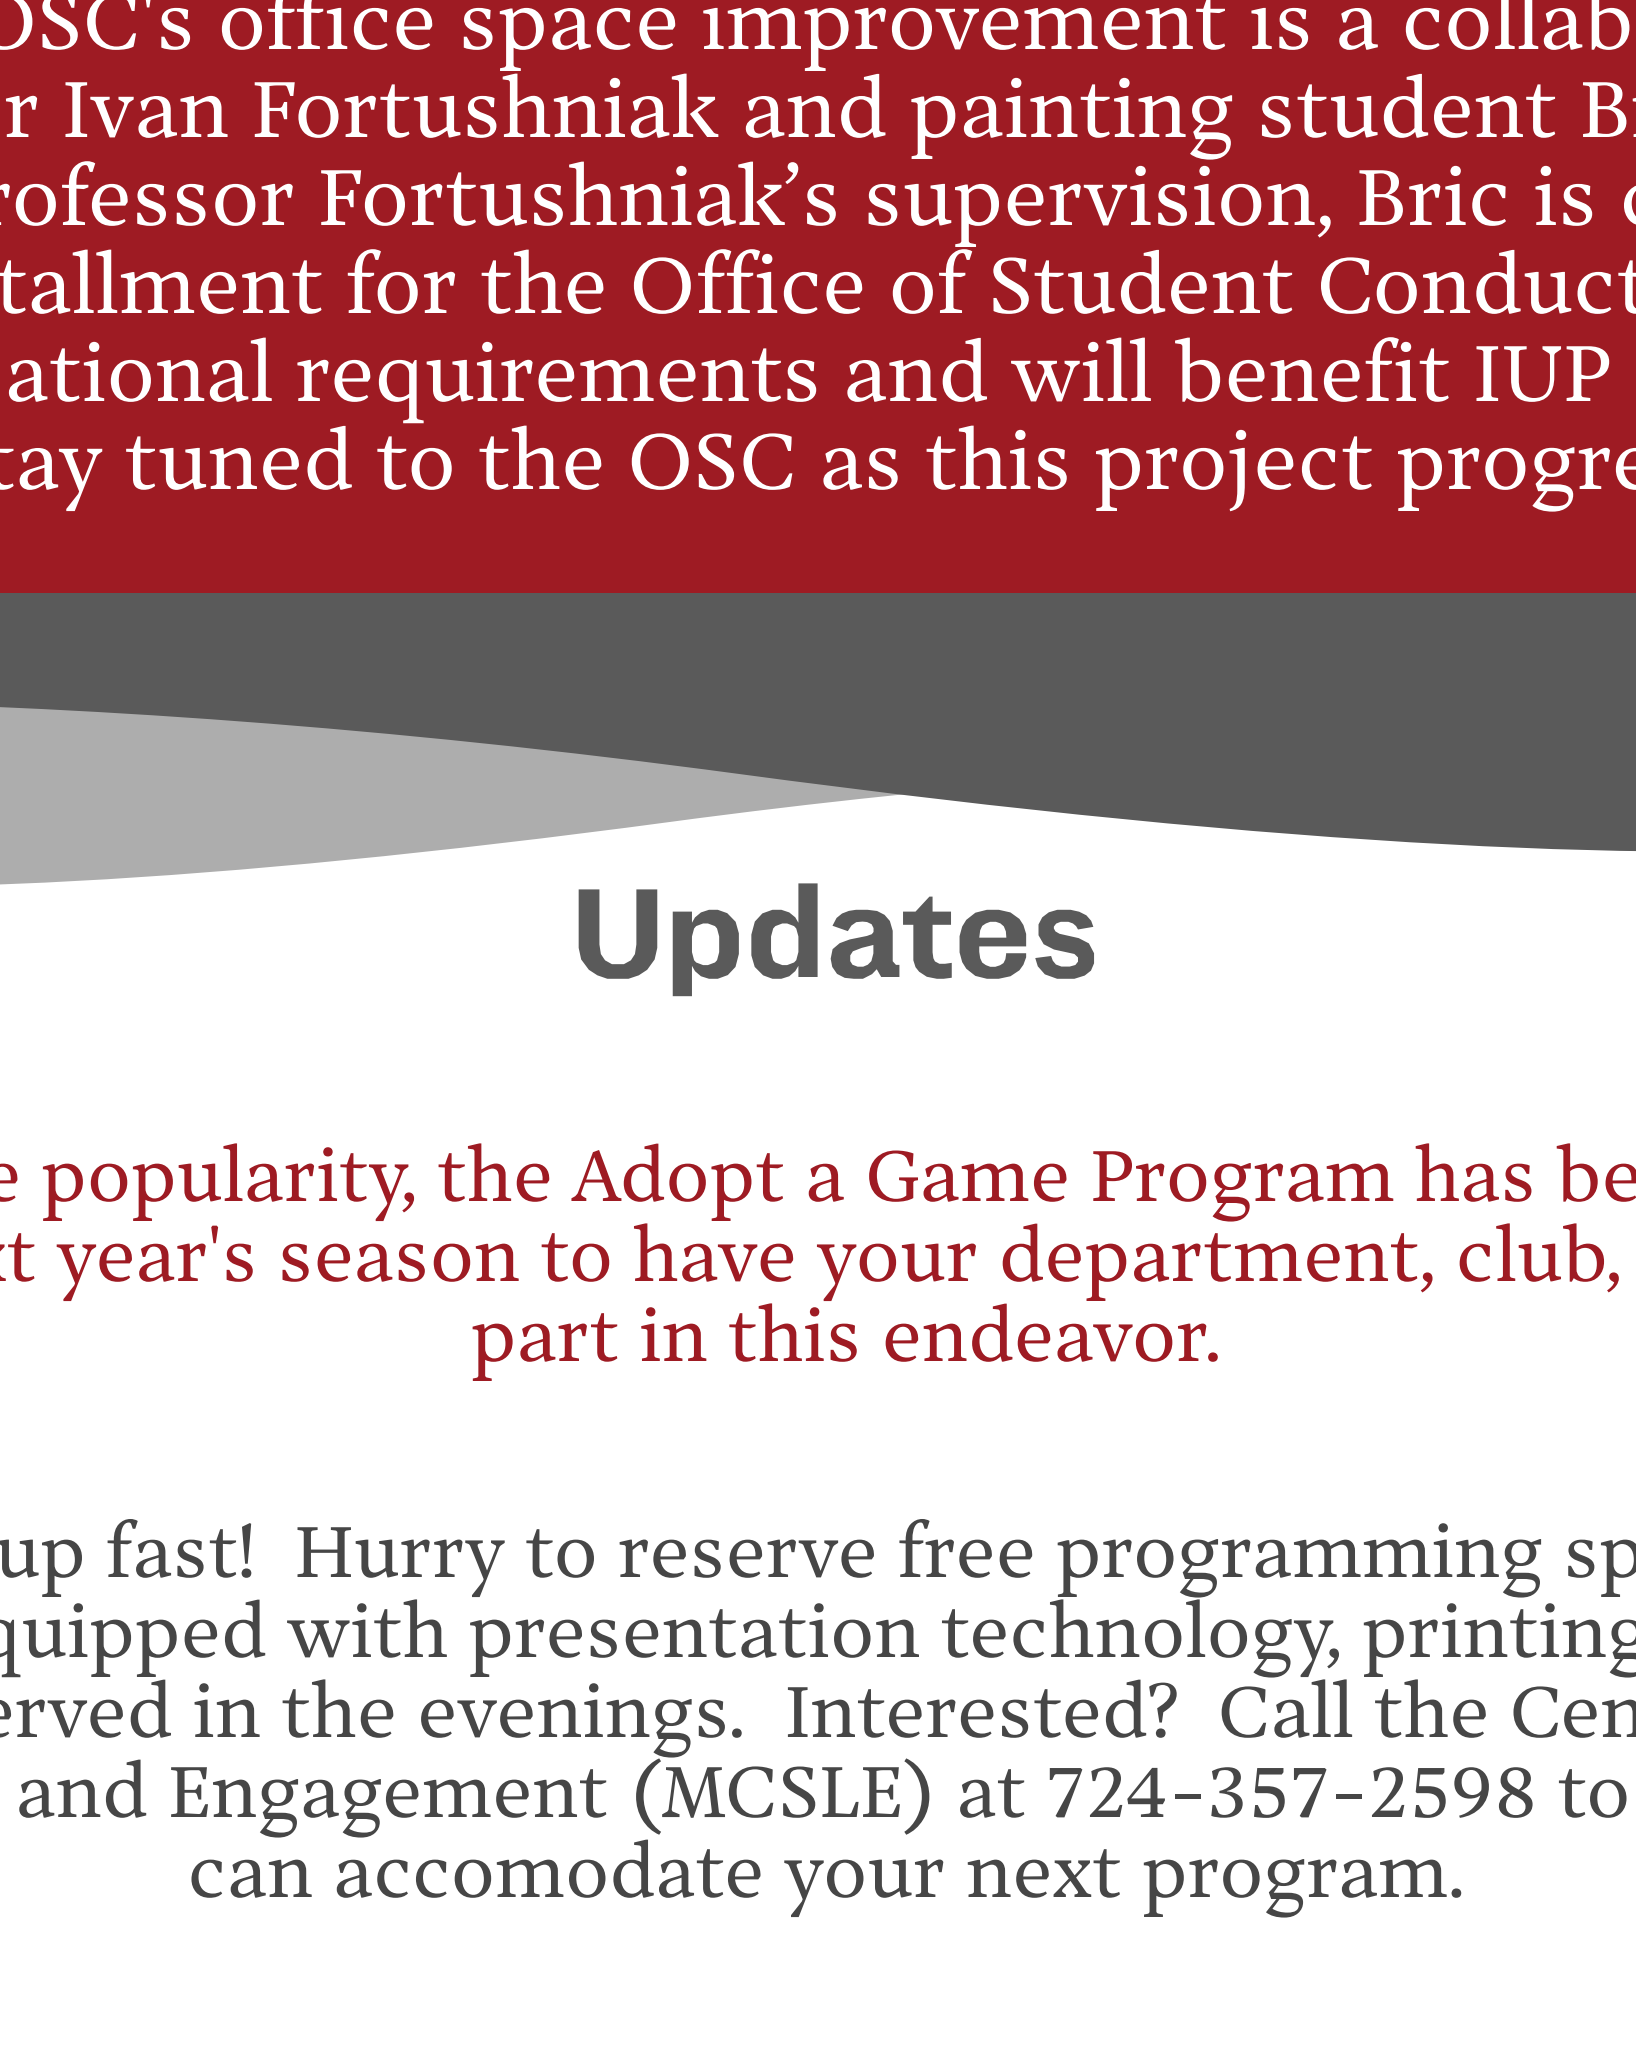 OSC's office space improvement is a collab
r Ivan Fortushniak and painting student
rofessor Fortushniak’s supervision, Bric is
tallment for the Office of Student Conduct
ational requirements and will benefit IUP
tay tuned to the OSC as this project progre
Updates
e popularity, the Adopt a Game Program has be
xt year's season to have your department, club,
part in this endeavor.
up fast!  Hurry to reserve free programming sp
quipped with presentation technology, printing
erved in the evenings.  Interested?  Call the Cen
and Engagement (MCSLE) at 724-357-2598 to
can accomodate your next program.